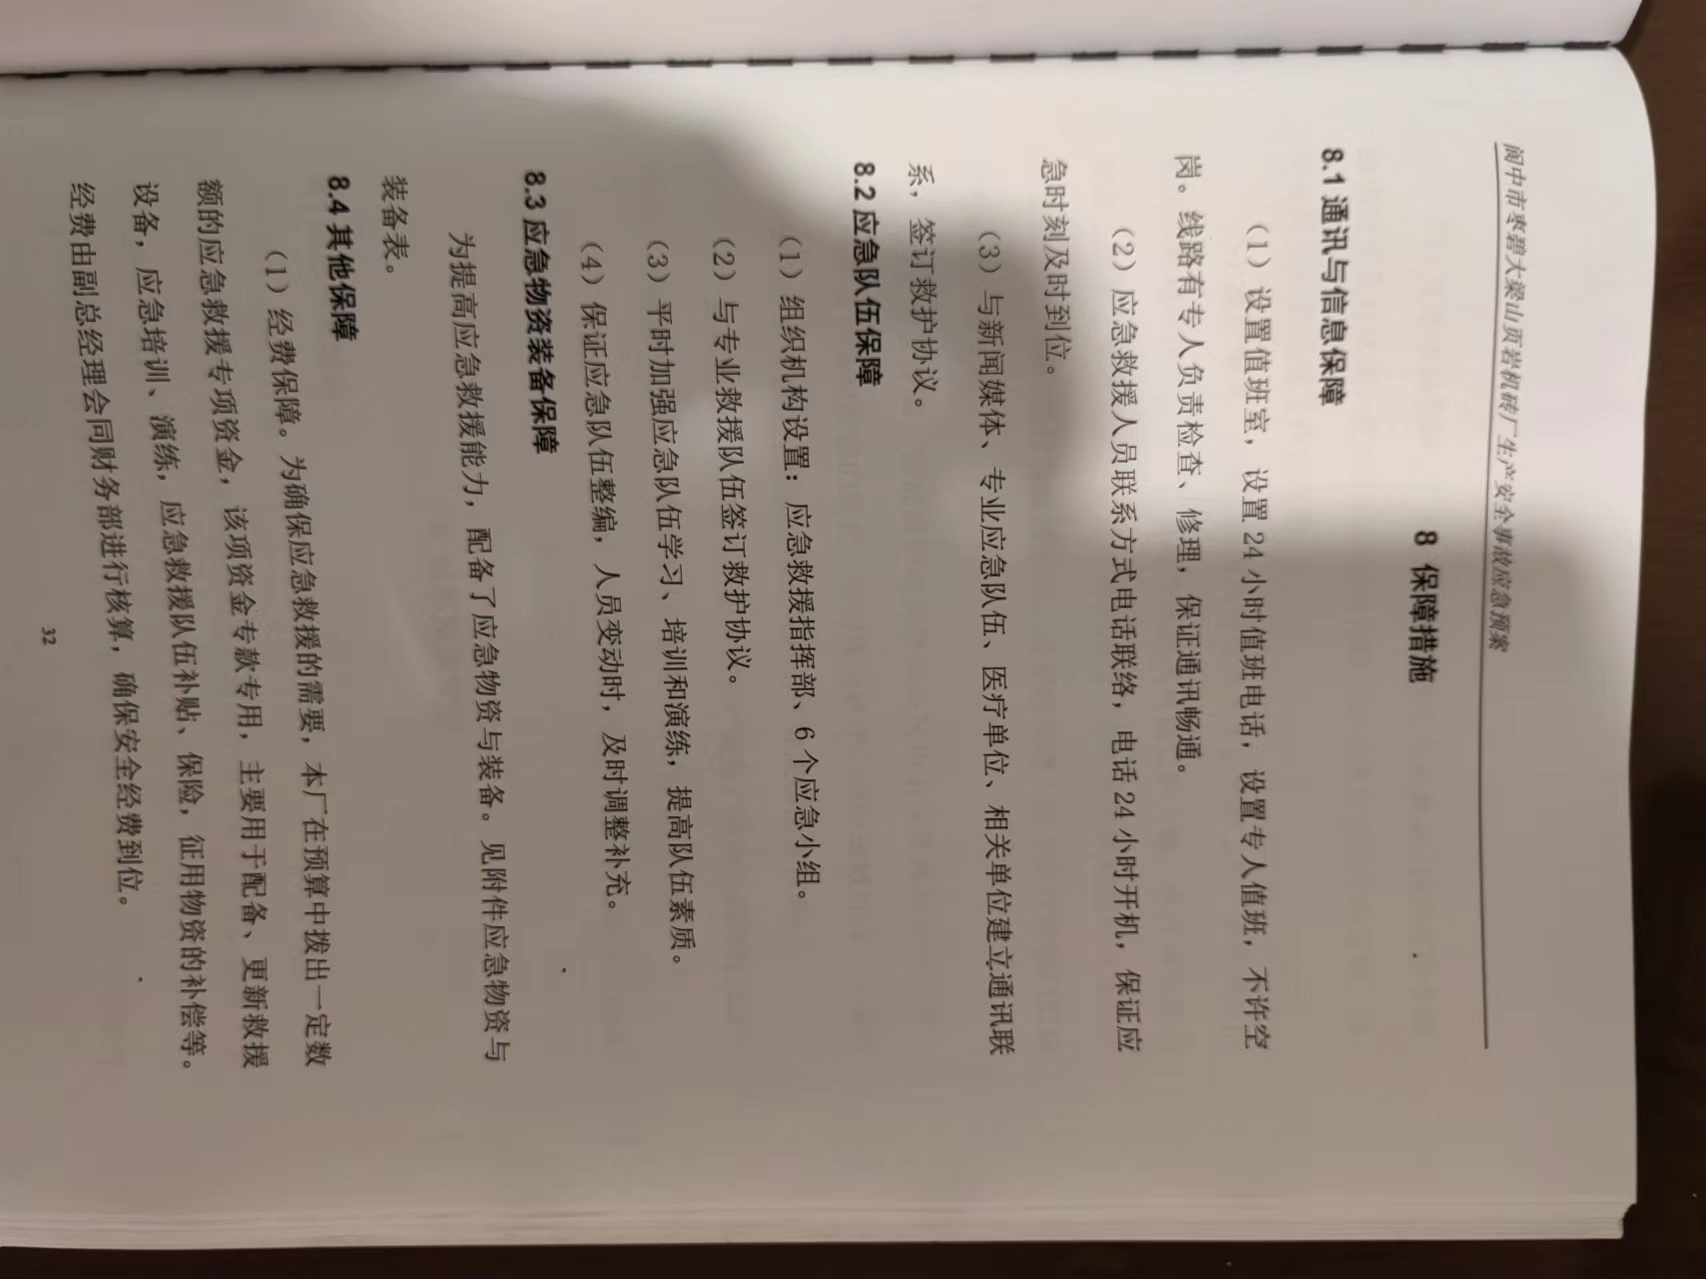 阆中市枣碧大梁山页岩机砖厂生产安全事故应急预案
8 保障措施
8.1 通讯与信息保障
（1）设置值班室，设置 24 小时值班电话，设置专人值班，不许空
岗。线路有专人负责检查、修理，保证通讯畅通。
（2）应急救援人员联系方式电话联络，电话 24 小时开机，保证应
急时刻及时到位。
（3）与新闻媒体、专业应急队伍、医疗单位、相关单位建立通讯联
系，签订救护协议。
8.2 应急队伍保障
（1）组织机构设置：应急救援指挥部、6 个应急小组。
（2）与专业救援队伍签订救护协议。
（3）平时加强应急队伍学习、培训和演练，提高队伍素质。
（4）保证应急队伍整编，人员变动时，及时调整补充。
8.3 应急物资装备保障
为提高应急救援能力，配备了应急物资与装备。见附件应急物资与
装备表。
8.4 其他保障
（1）经费保障。为确保应急救援的需要，本厂在预算中拨出一定数
额的应急救援专项资金，该项资金专款专用，主要用于配备、更新救援
设备，应急培训、演练，应急救援队伍补贴、保险，征用物资的补偿等。
经费由副总经理会同财务部进行核算，确保安全经费到位。
32